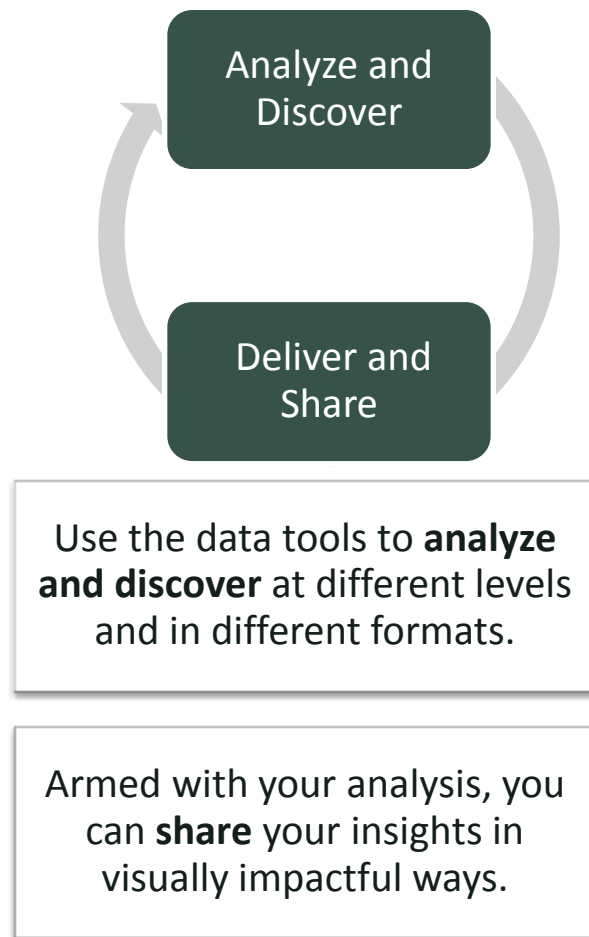 Analyze and
Discover
Deliver and
Share
Use the data tools to analyze
and discover at different levels
and in different formats.
Armed with your analysis, you
can share your insights in
visually impactful ways.